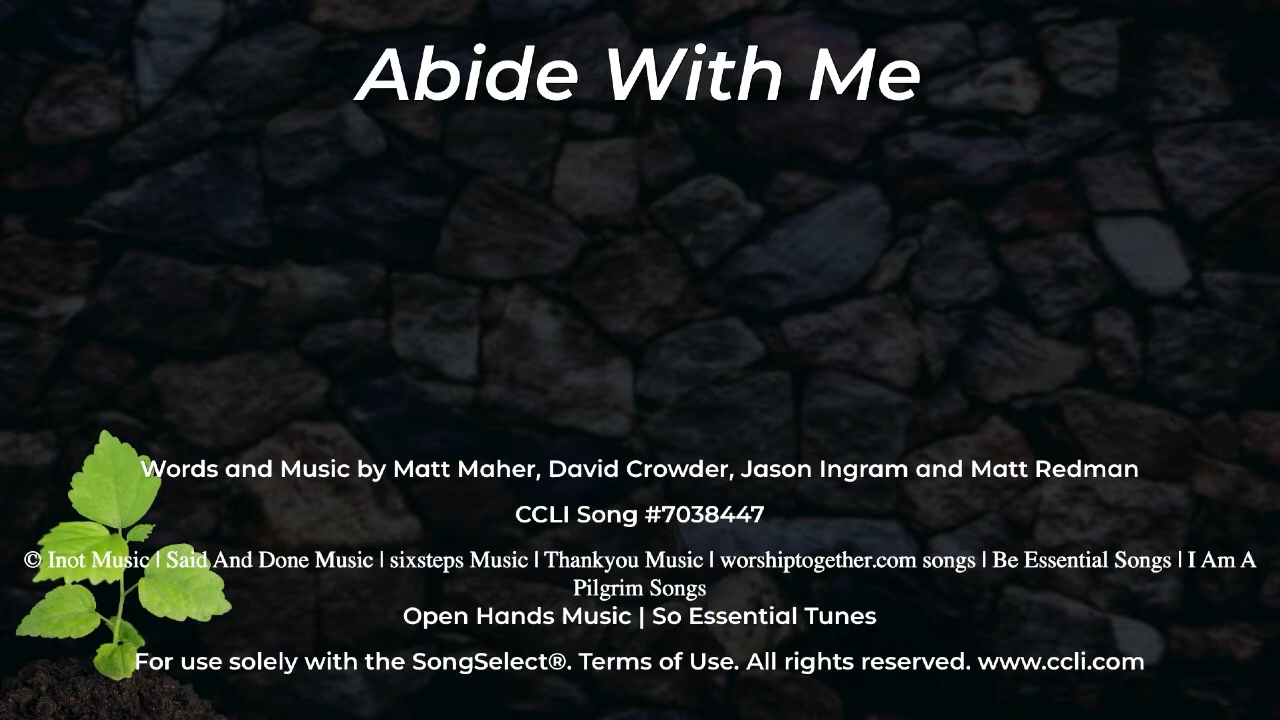 Abide With Me
Words and Music by Matt Maher, David Crowder, Jason Ingram and Matt Redman
CCLI Song #7038447
© Inot Music | Said And Done Music | sixsteps Music | Thankyou Music | worshiptogether.com songs | Be Essential Songs | I Am A
Pilgrim Songs
Open Hands Music | So Essential Tunes
For use solely with the SongSelect®. Terms of Use. All rights reserved. www.ccli.com